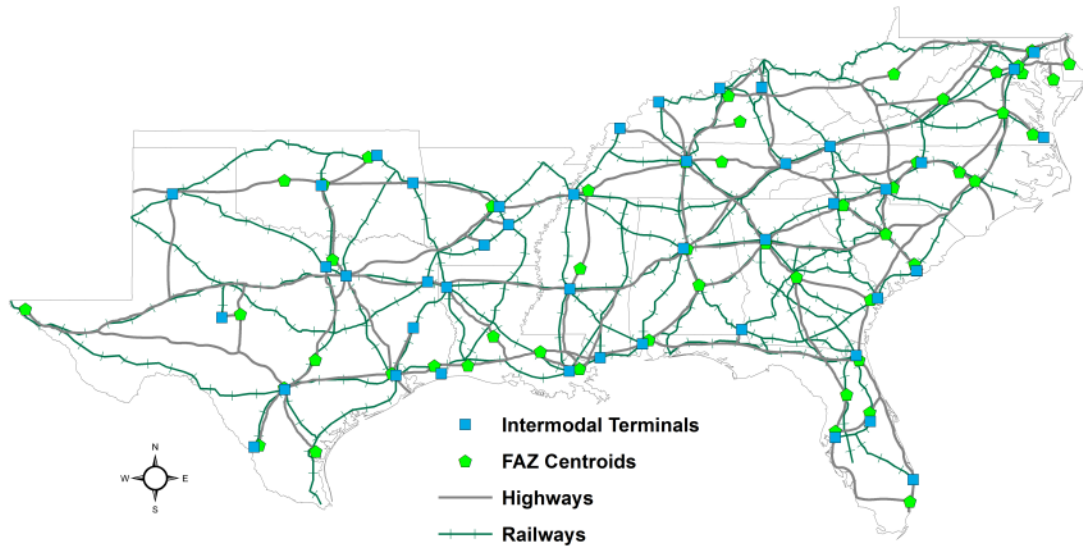 Intermodal Terminals
FAZ Centroids
Highways
Railways
N
W E
S